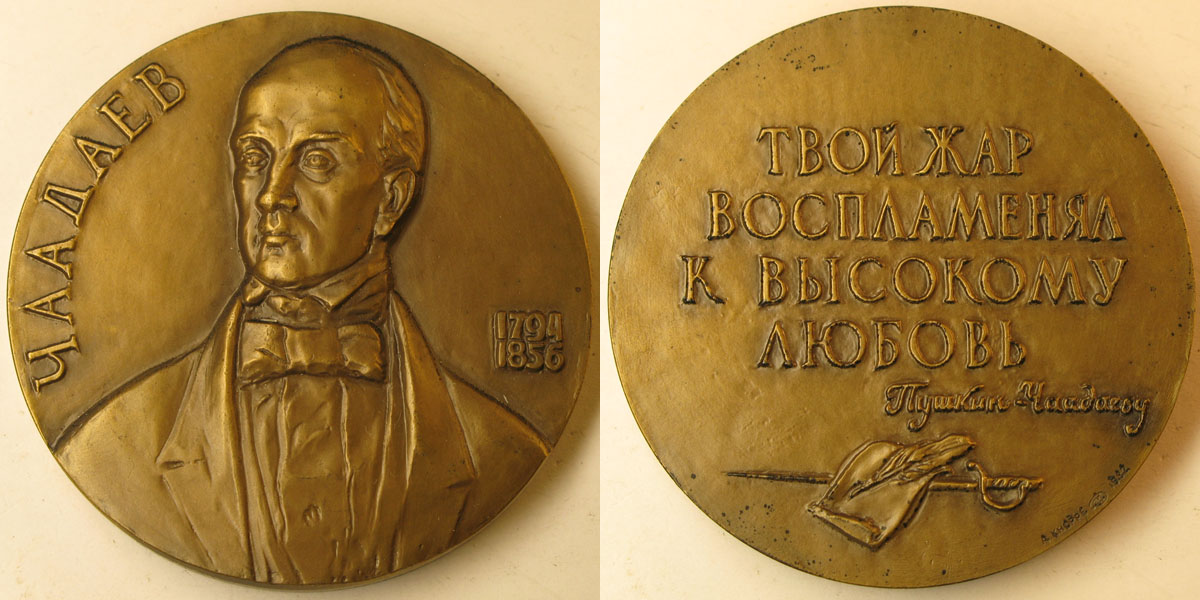 ЧААДАЕВ
1794
1856
ТВОЙ ЖАР
ВОСПЛАМЕНЯЛ
К ВЫСОКОМУ
ЛЮБОВЬ
Пушкин - Чаадаеву